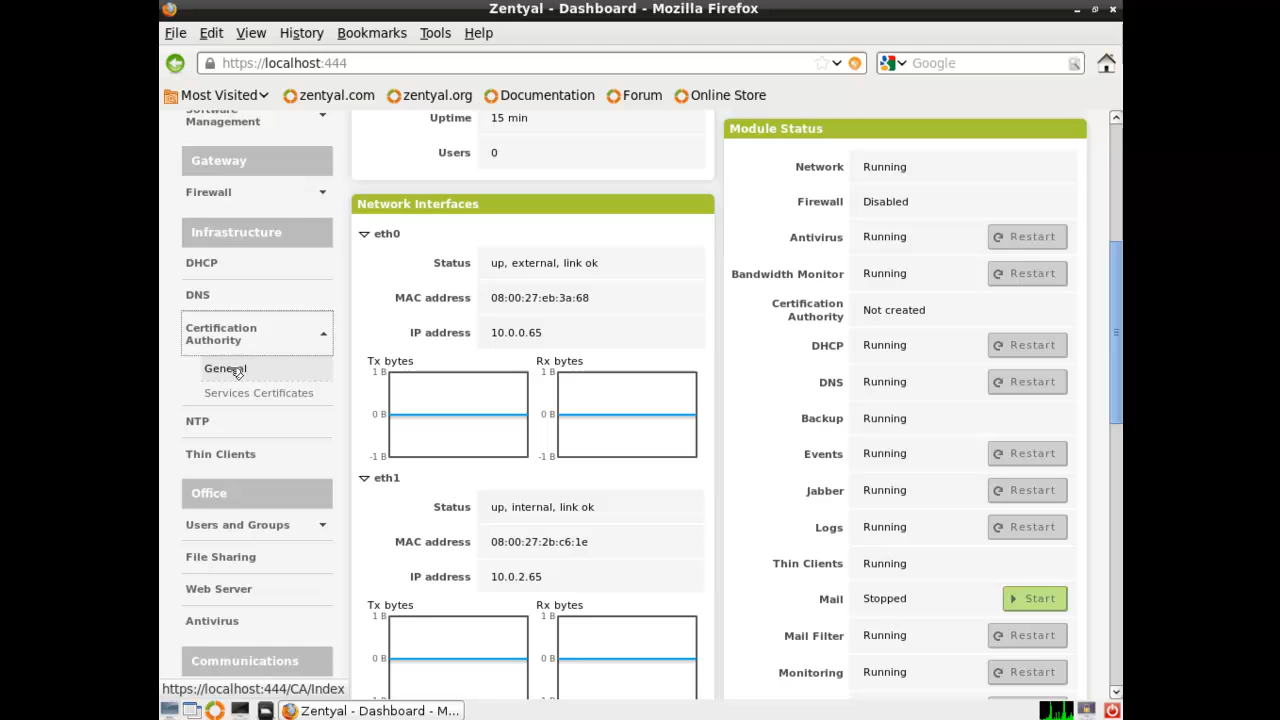 Zentyal - Dashboard - Mozilla Firefox
File Edit View History Bookmarks Tools Help
https://localhost:444
Google
Most Visited
zentyal.com
zentyal.org
Documentation
Forum
Online Store
Software
Management
Gateway
Firewall
Infrastructure
DHCP
DNS
Certification
Authority
General
Services Certificates
NTP
Thin Clients
Office
Users and Groups
File Sharing
Web Server
Antivirus
Communications
Uptime 15 min
Users 0
Network Interfaces
eth0
Status up, external, link ok
MAC address 08:00:27:eb:3a:68
IP address 10.0.0.65
Tx bytes Rx bytes
1 B 1 B
0 B 0 B
-1 B -1 B
eth1
Status up, internal, link ok
MAC address 08:00:27:2b:c6:1e
IP address 10.0.2.65
Tx bytes Rx bytes
1 B 1 B
0 B 0 B
Module Status
Network Running
Firewall Disabled
Antivirus Running Restart
Bandwidth Monitor Running Restart
Certification
Authority Not created
DHCP Running Restart
DNS Running Restart
Backup Running
Events Running Restart
Jabber Running Restart
Logs Running Restart
Thin Clients Running
Mail Stopped Start
Mail Filter Running Restart
Monitoring Running Restart
https://localhost:444/CA/Index
Zentyal - Dashboard - M...